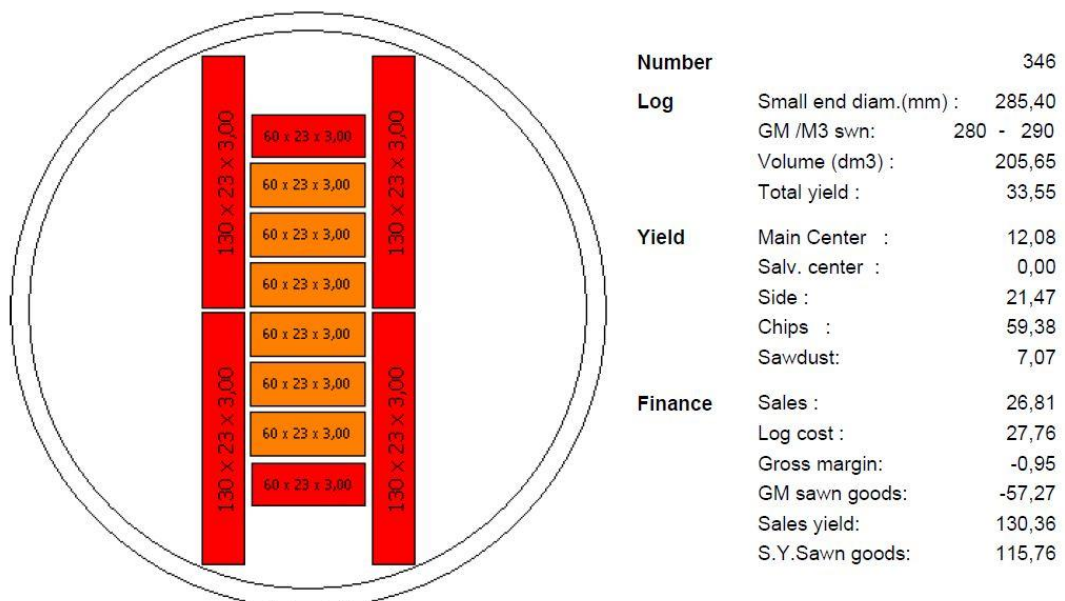 130 x 23 x 3,00
130 x 23 x 3,00
60 x 23 x 3,00
60 x 23 x 3,00
60 x 23 x 3,00
60 x 23 x 3,00
60 x 23 x 3,00
60 x 23 x 3,00
60 x 23 x 3,00
60 x 23 x 3,00
130 x 23 x 3,00
130 x 23 x 3,00
Number 346
Log Small end diam.(mm) : 285,40
GM /M3 swn: 280 - 290
Volume (dm3) : 205,65
Total yield : 33,55
Yield Main Center : 12,08
Salv. center : 0,00
Side : 21,47
Chips : 59,38
Sawdust: 7,07
Finance Sales : 26,81
Log cost : 27,76
Gross margin: -0,95
GM sawn goods: -57,27
Sales yield: 130,36
S.Y.Sawn goods: 115,76